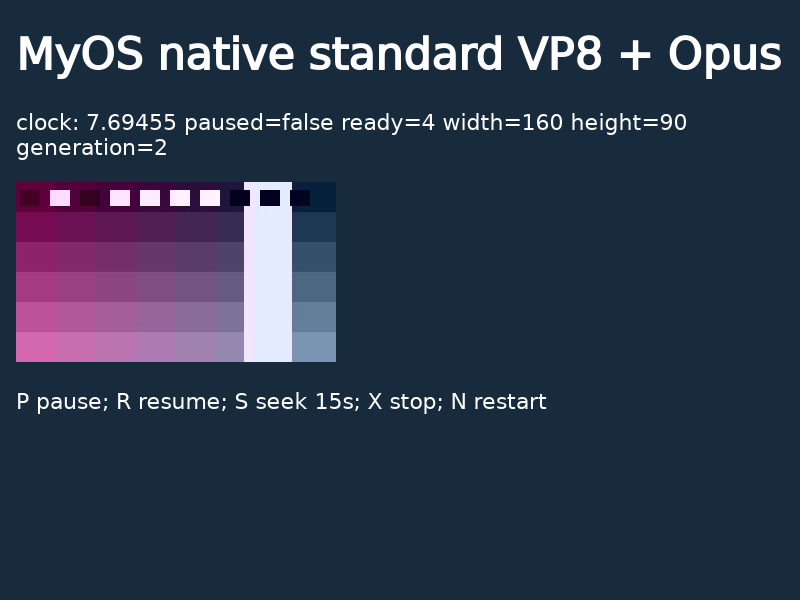 MyOS native standard VP8 + Opus
clock: 7.69455 paused=false ready=4 width=160 height=90
generation=2
P pause; R resume; S seek 15s; X stop; N restart